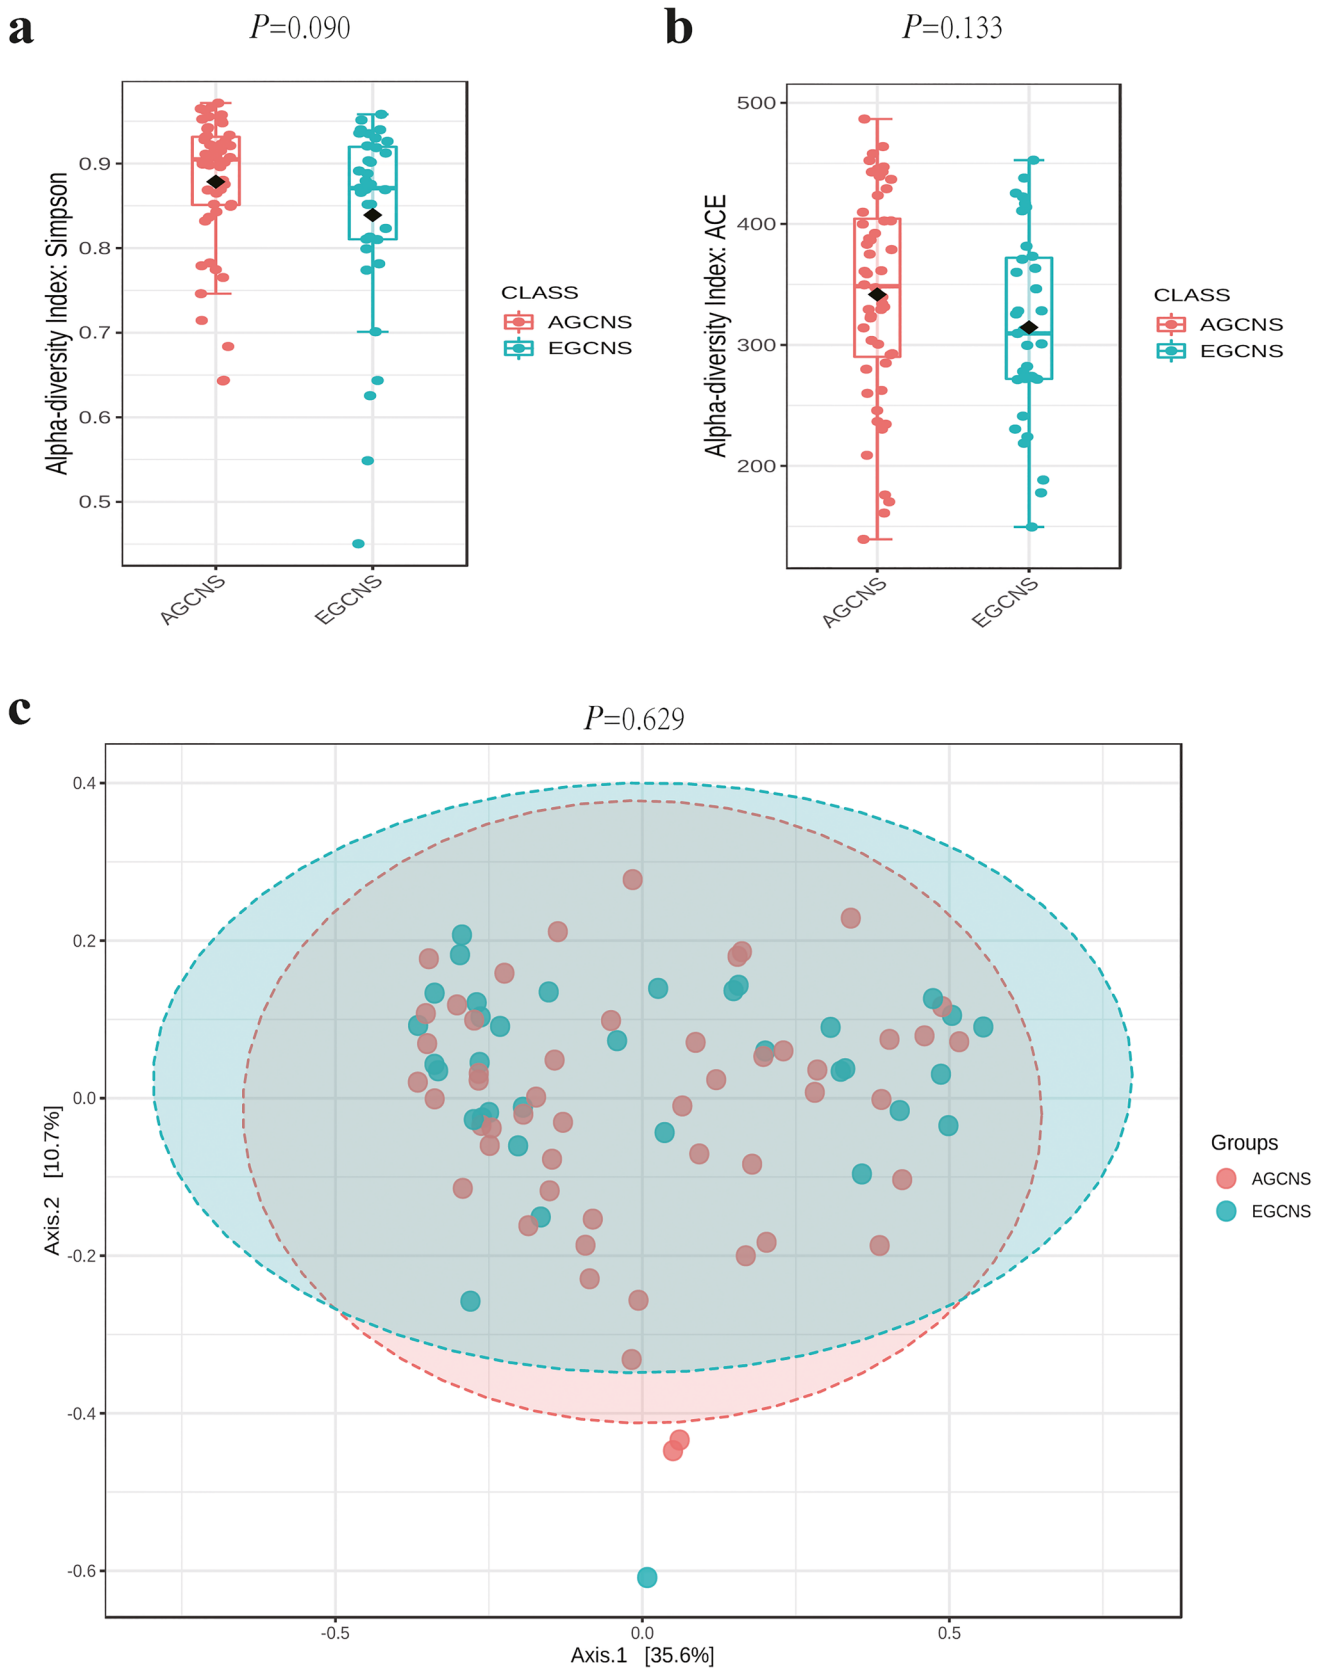 a
P=0.090
Alpha-diversity Index: Simpson
0.9
0.8
0.7
0.6
0.5
AGCNS
EGCNS
CLASS
AGCNS
EGCNS
b
P=0.133
Alpha-diversity Index: ACE
500
400
300
200
AGCNS
EGCNS
CLASS
AGCNS
EGCNS
c
P=0.629
Axis.2 [10.7%]
0.4
0.2
0.0
-0.2
-0.4
-0.6
-0.5
0.0
0.5
Axis.1 [35.6%]
Groups
AGCNS
EGCNS